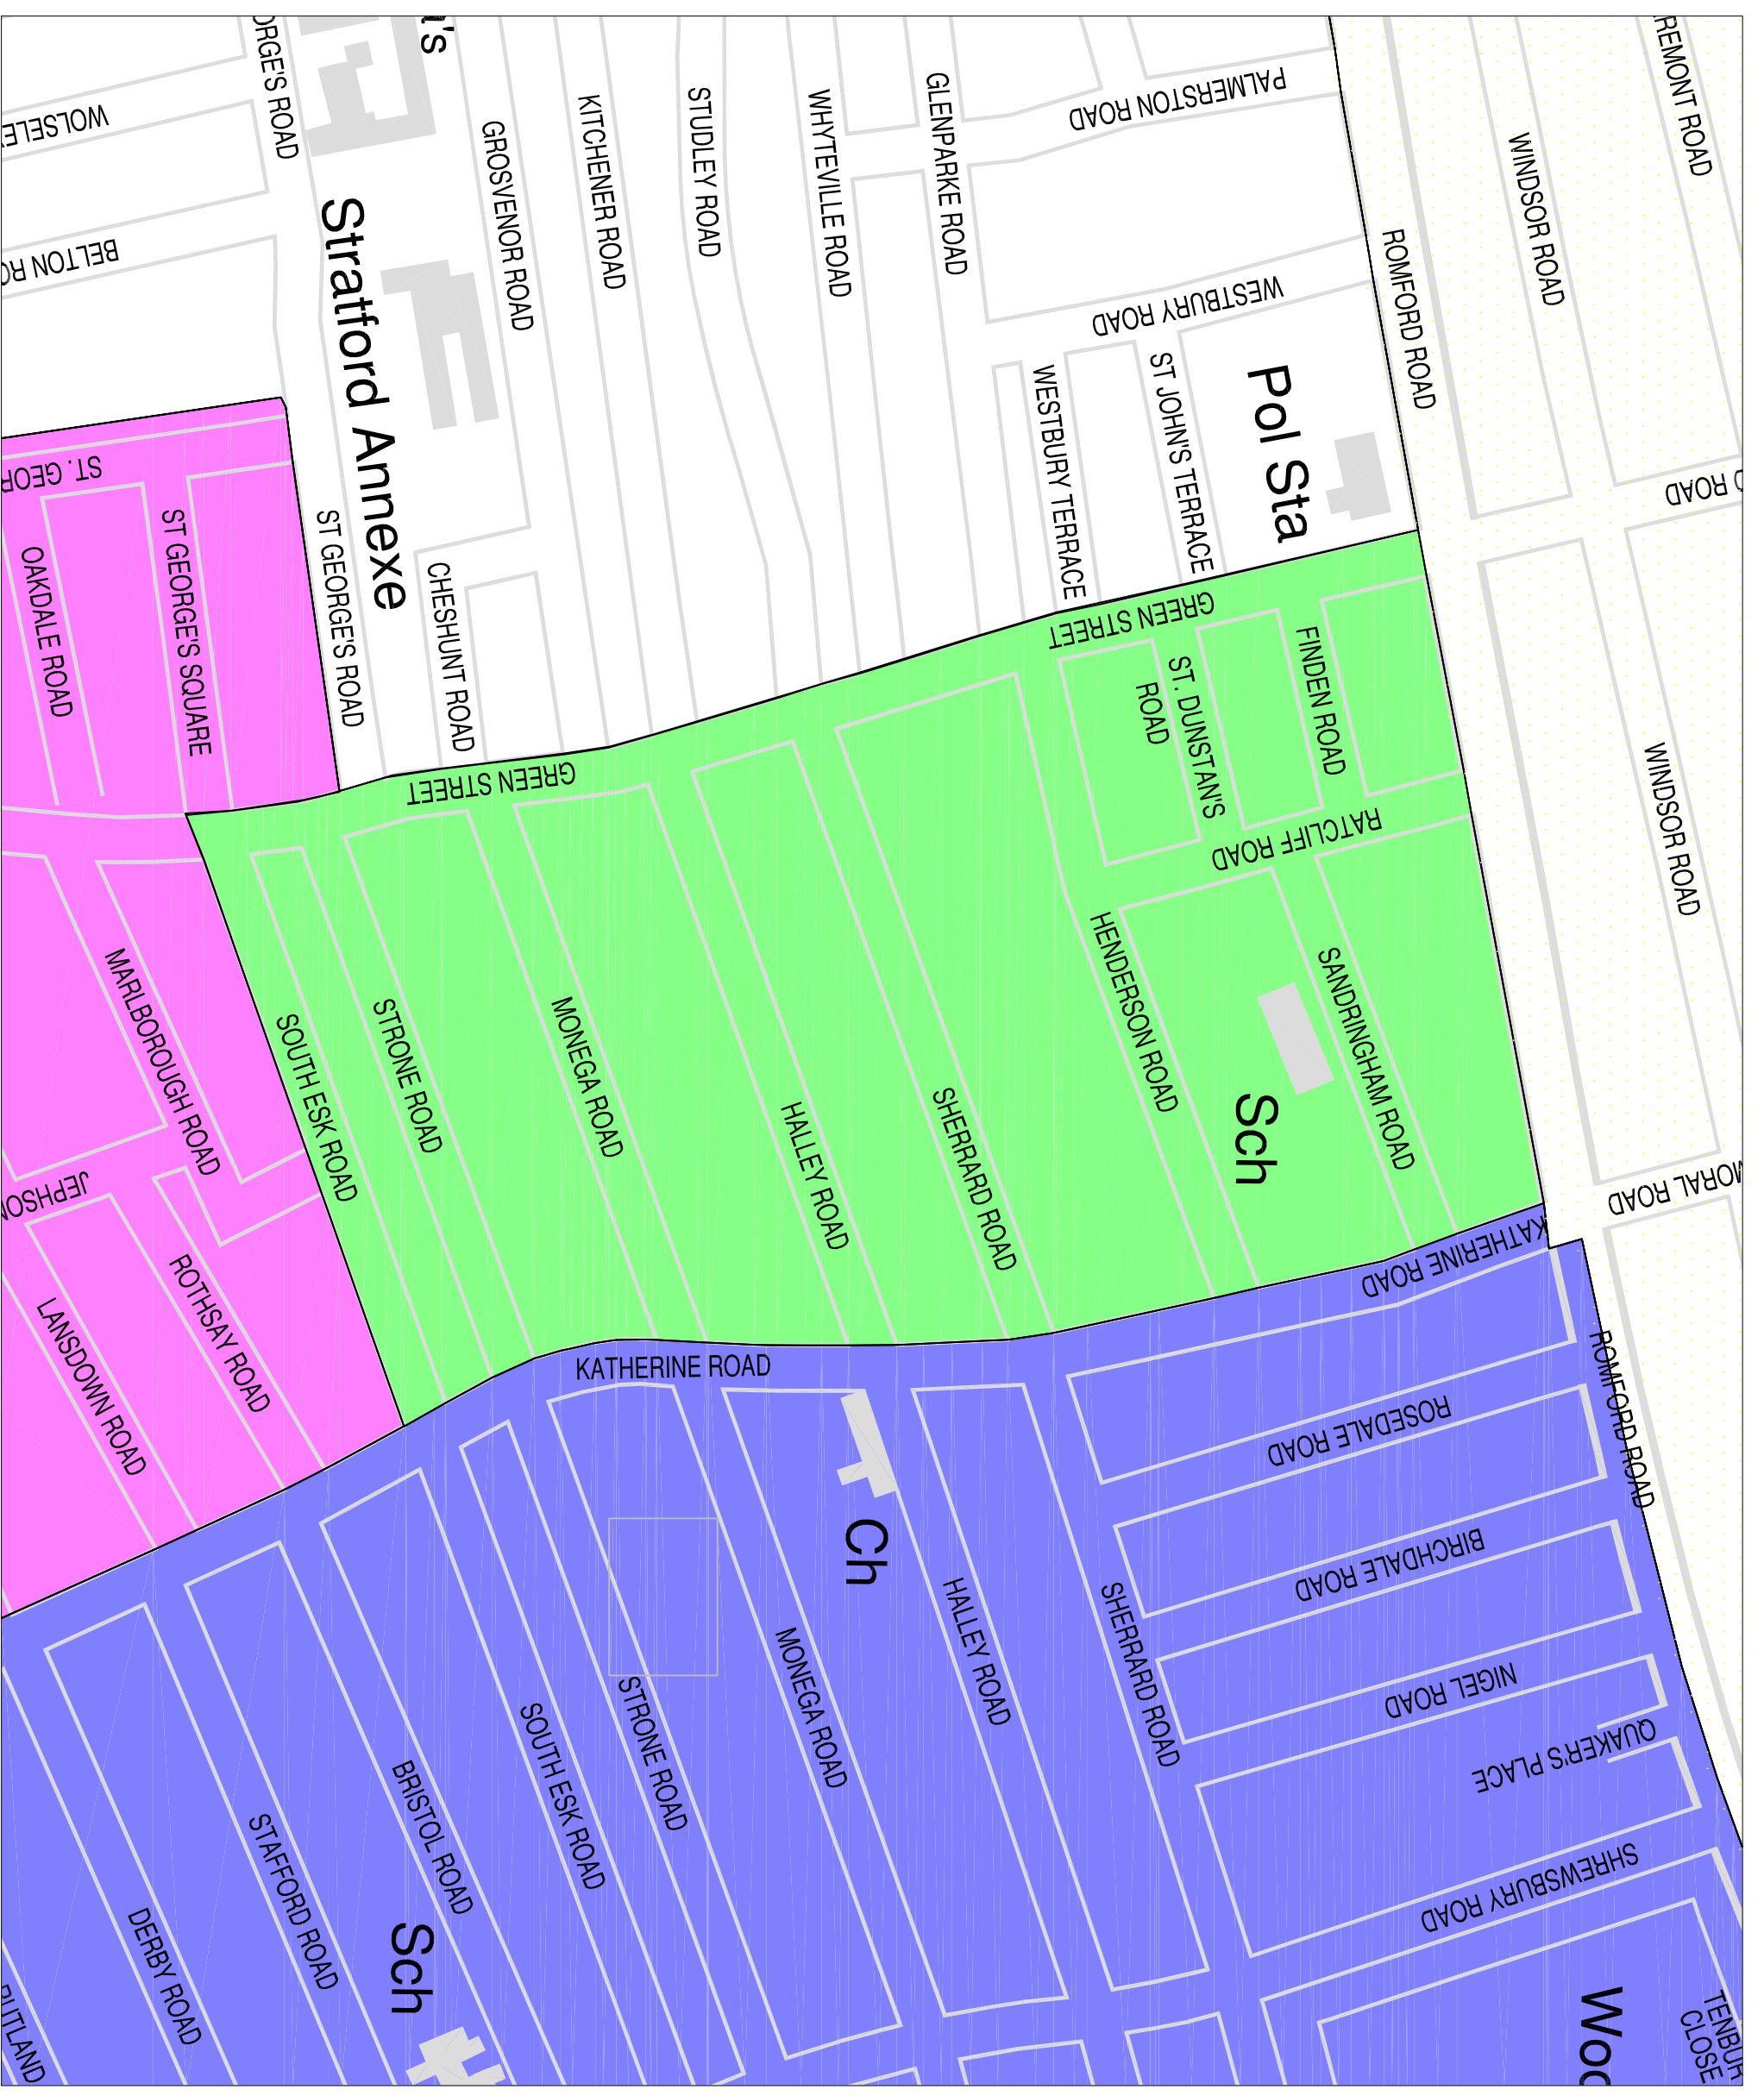 ORGE'S ROAD
a's
WOLSELE
BELTON RO
Stratford Annexe
GROSVENOR ROAD
KITCHENER ROAD
STUDLEY ROAD
WHYTEVILLE ROAD
GLENPARKE ROAD
PALMERSTON ROAD
WESTBURY ROAD
WESTBURY TERRACE
ST JOHN'S TERRACE
Pol Sta
ROMFORD ROAD
WINDSOR ROAD
REMONT ROAD
D ROAD
ST. GEOR
OAKDALE ROAD
ST GEORGE'S SQUARE
ST GEORGE'S ROAD
CHESHUNT ROAD
GREEN STREET
GREEN STREET
ST. DUNSTAN'S
ROAD
FINDEN ROAD
RATCLIFF ROAD
WINDSOR ROAD
MARLBOROUGH ROAD
SOUTH ESK ROAD
STRONE ROAD
MONEGA ROAD
HALLEY ROAD
SHERRARD ROAD
HENDERSON ROAD
Sch
SANDRINGHAM ROAD
MORAL ROAD
JEPHSON
ROTHSAY ROAD
LANSDOWN ROAD
KATHERINE ROAD
KATHERINE ROAD
ROMFORD ROAD
ROSEDALE ROAD
BIRCHDALE ROAD
NIGEL ROAD
QUAKER'S PLACE
SHREWSBURY ROAD
Ch
HALLEY ROAD
SHERRARD ROAD
MONEGA ROAD
STRONE ROAD
SOUTH ESK ROAD
BRISTOL ROAD
STAFFORD ROAD
DERBY ROAD
RUTLAND
Sch
Woo
TENBUR
CLOSE